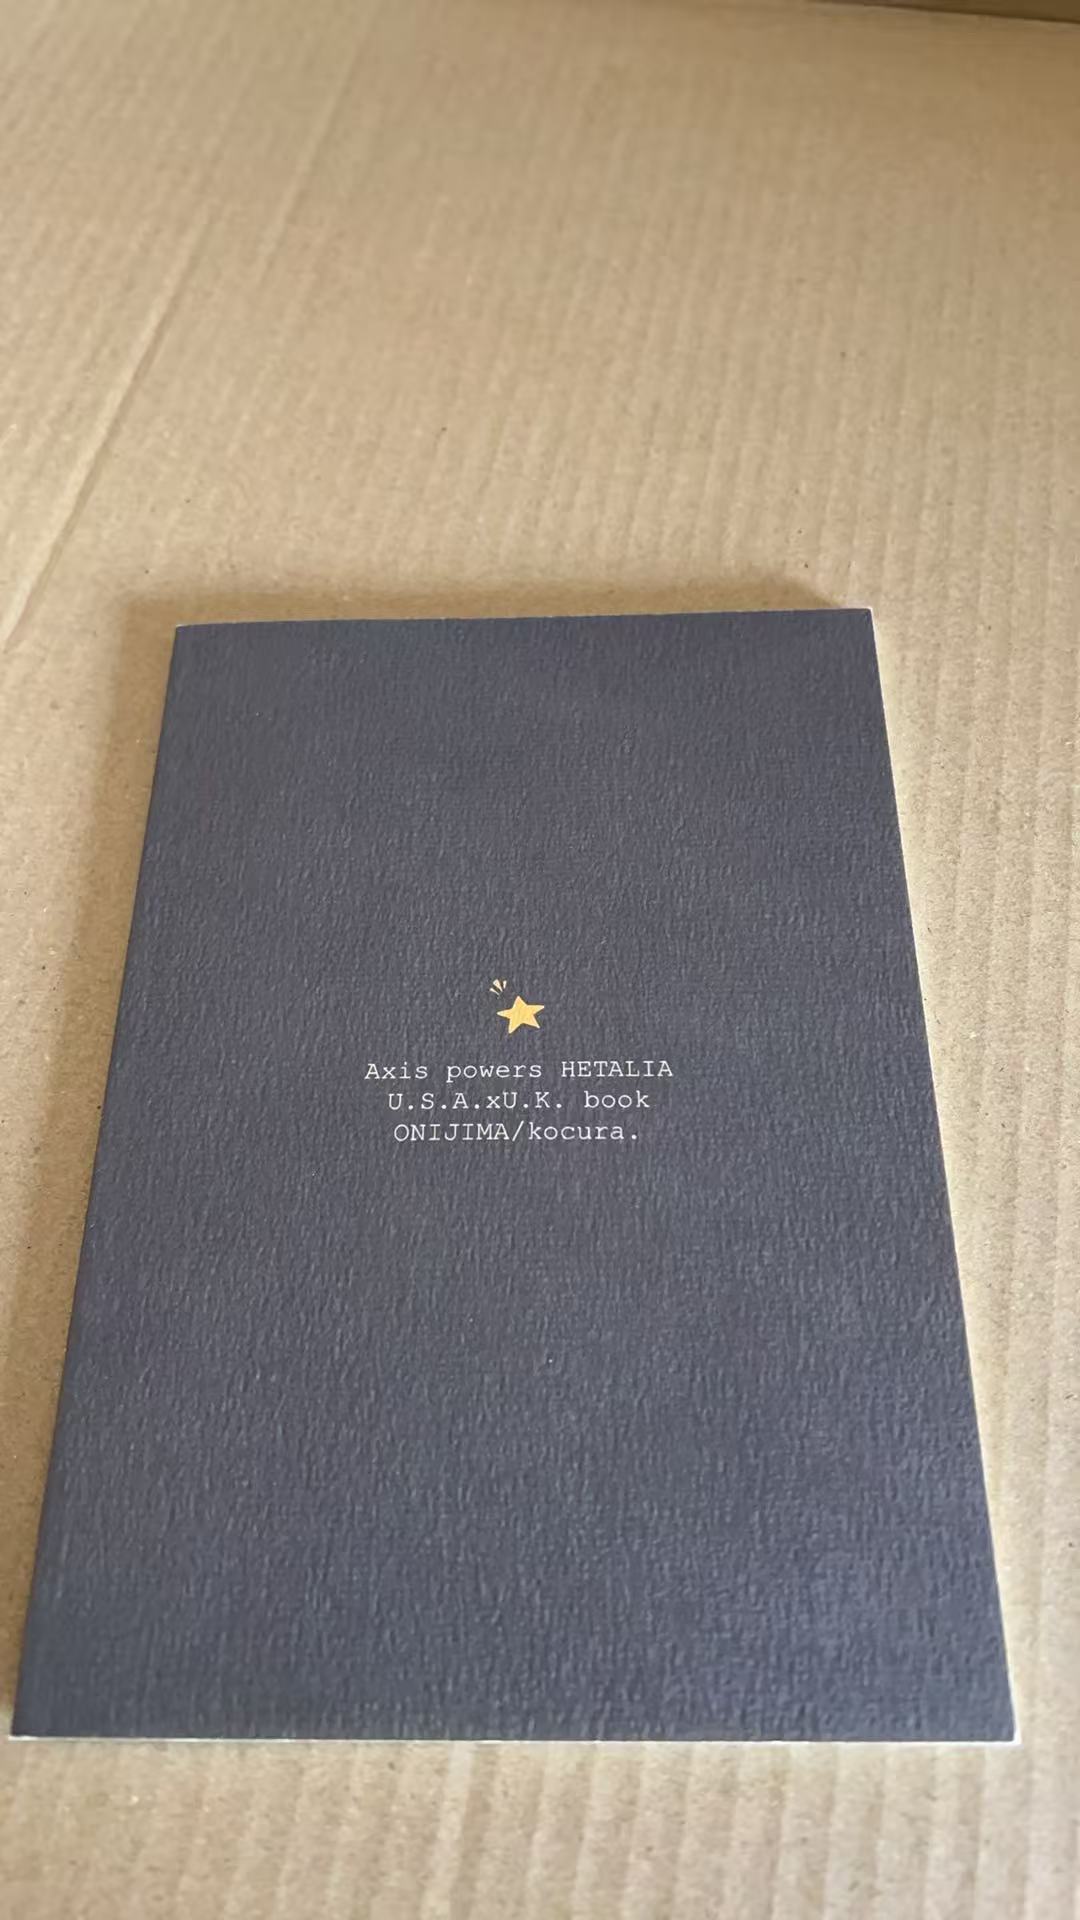 Axis powers HETALIA
U.S.A.xU.K. book
ONIJIMA/kocura.